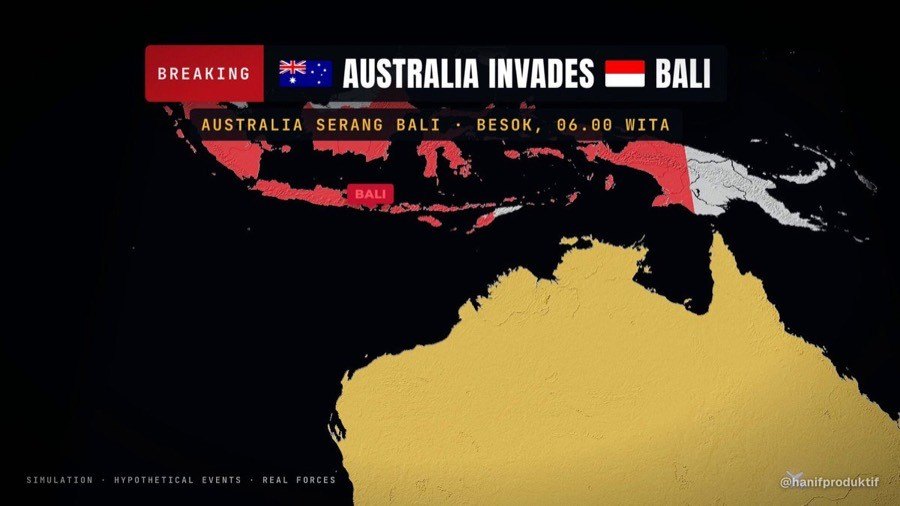 BREAKING
AUSTRALIA INVADES BALI
AUSTRALIA SERANG BALI · BESOK, 06.00 WITA
BALI
SIMULATION · HYPOTHETICAL EVENTS · REAL FORCES
@hanifproduktif